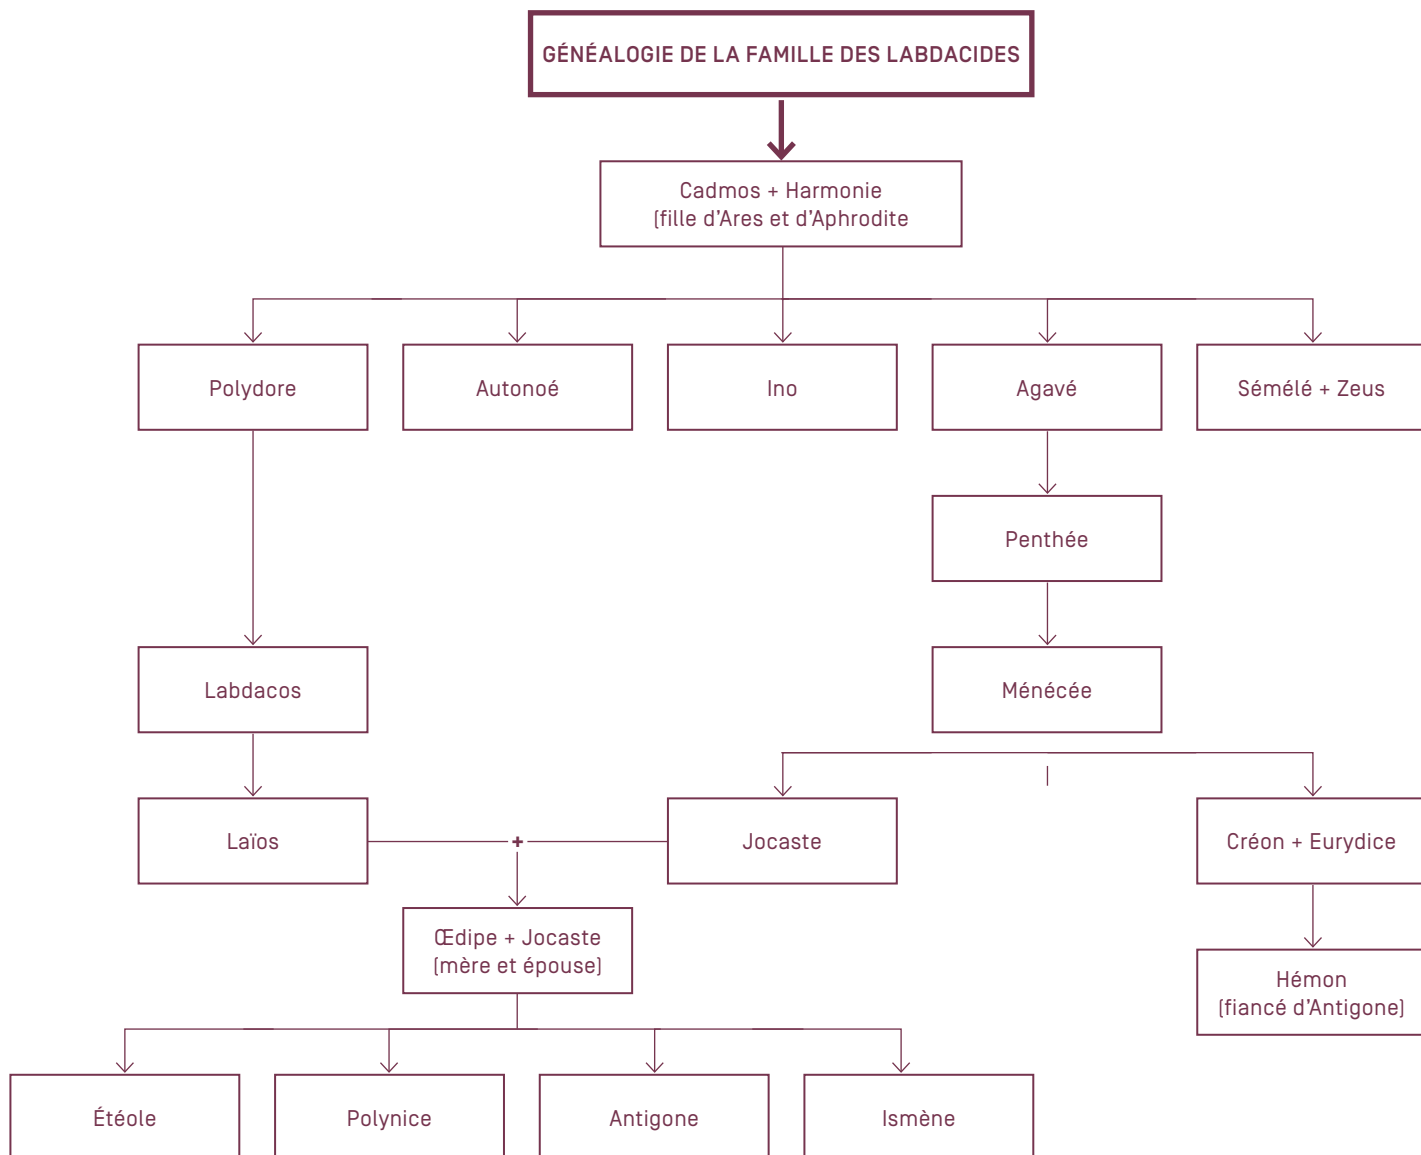 GÉNÉALOGIE DE LA FAMILLE DES LABDACIDES
Cadmos + Harmonie
(fille d'Ares et d'Aphrodite
Polydore
Autonoé
Ino
Agavé
Sémélé + Zeus
Penthée
Labdacos
Ménécée
Laïos
+
Jocaste
Créon + Eurydice
Œdipe + Jocaste
(mère et épouse)
Hémon
(fiancé d'Antigone)
Étéole
Polynice
Antigone
Ismène